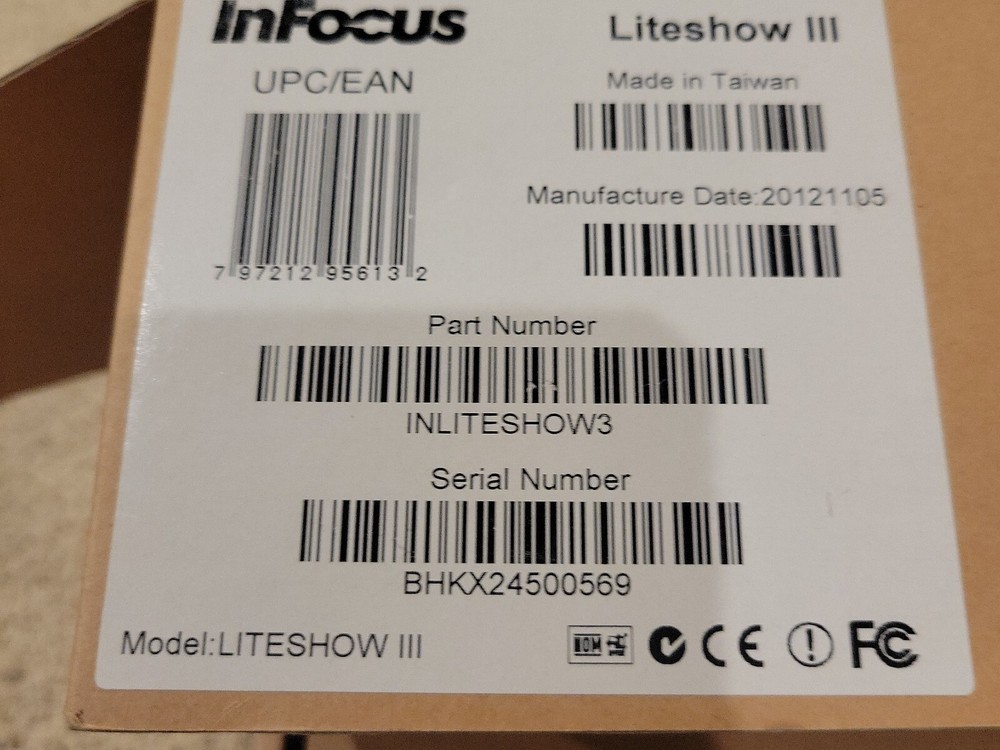 InFocus
Liteshow III
UPC/EAN
Made in Taiwan
Manufacture Date:20121105
7 97212 95613 2
Part Number
INLITESHOW3
Serial Number
BHKX24500569
Model:LITESHOW III
NOM CE FC